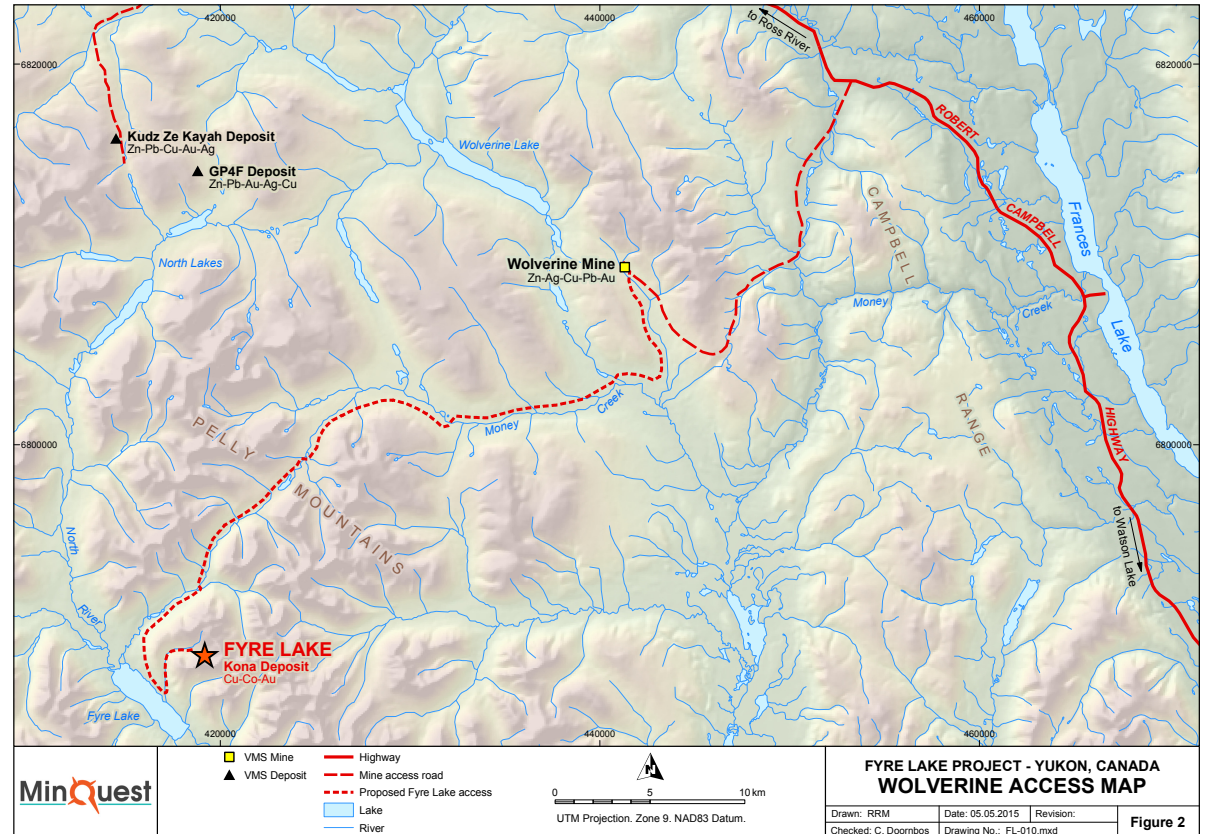 420000
440000
460000
to Ross River
6820000
6820000
Kudz Ze Kayah Deposit
Zn-Pb-Cu-Au-Ag
GP4F Deposit
Zn-Pb-Au-Ag-Cu
Wolverine Lake
ROBERT
CAMPBELL
HIGHWAY
Frances
Lake
CAMPBELL
RANGE
North Lakes
Wolverine Mine
Zn-Ag-Cu-Pb-Au
Money
Creek
Money
Creek
PELLY
MOUNTAINS
6800000
6800000
North
River
to Watson Lake
FYRE LAKE
Kona Deposit
Cu-Co-Au
Fyre Lake
420000
440000
460000
MinQuest
VMS Mine
VMS Deposit
Highway
Mine access road
Proposed Fyre Lake access
Lake
River
N
0 5 10 km
UTM Projection. Zone 9. NAD83 Datum.
FYRE LAKE PROJECT - YUKON, CANADA
WOLVERINE ACCESS MAP
Drawn: RRM
Date: 05.05.2015
Revision:
Checked: C. Doornbos
Drawing No.: FL-010.mxd
Figure 2